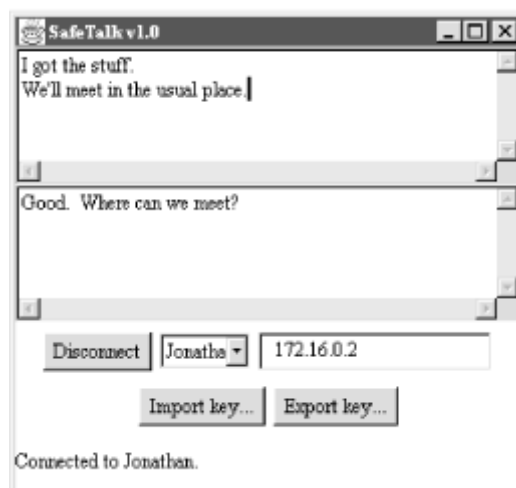 SafeTalk v1.0
I got the stuff.
We'll meet in the usual place.
Good. Where can we meet?
Disconnect Jonatha 172.16.0.2
Import key... Export key...
Connected to Jonathan.